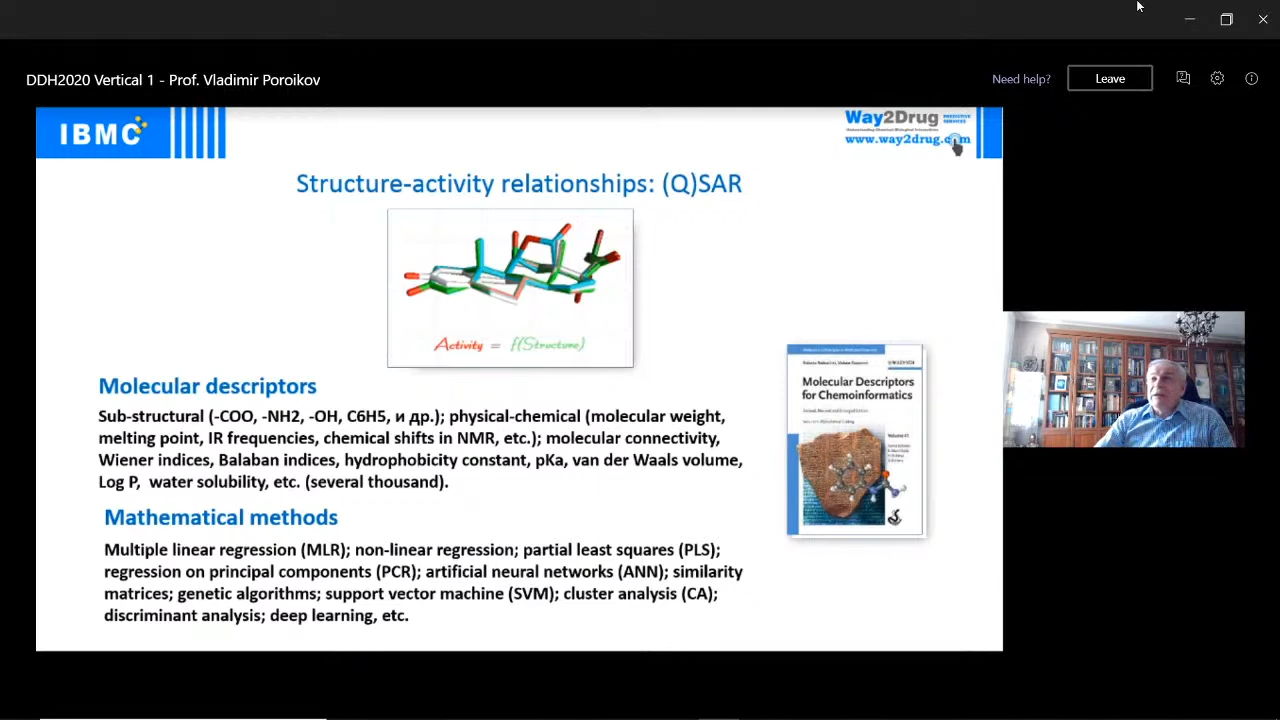 DDH2020 Vertical 1 - Prof. Vladimir Poroikov
Need help?
Leave
IBMC
Way2Drug
PREDICTIVE SERVICES
www.way2drug.com
Structure-activity relationships: (Q)SAR
Activity = f(Structure)
Molecular descriptors
Sub-structural (-COO, -NH2, -OH, C6H5, и др.); physical-chemical (molecular weight,
melting point, IR frequencies, chemical shifts in NMR, etc.); molecular connectivity,
Wiener indices, Balaban indices, hydrophobicity constant, pKa, van der Waals volume,
Log P, water solubility, etc. (several thousand).
Mathematical methods
Multiple linear regression (MLR); non-linear regression; partial least squares (PLS);
regression on principal components (PCR); artificial neural networks (ANN); similarity
matrices; genetic algorithms; support vector machine (SVM); cluster analysis (CA);
discriminant analysis; deep learning, etc.
Molecular Descriptors
for Chemoinformatics